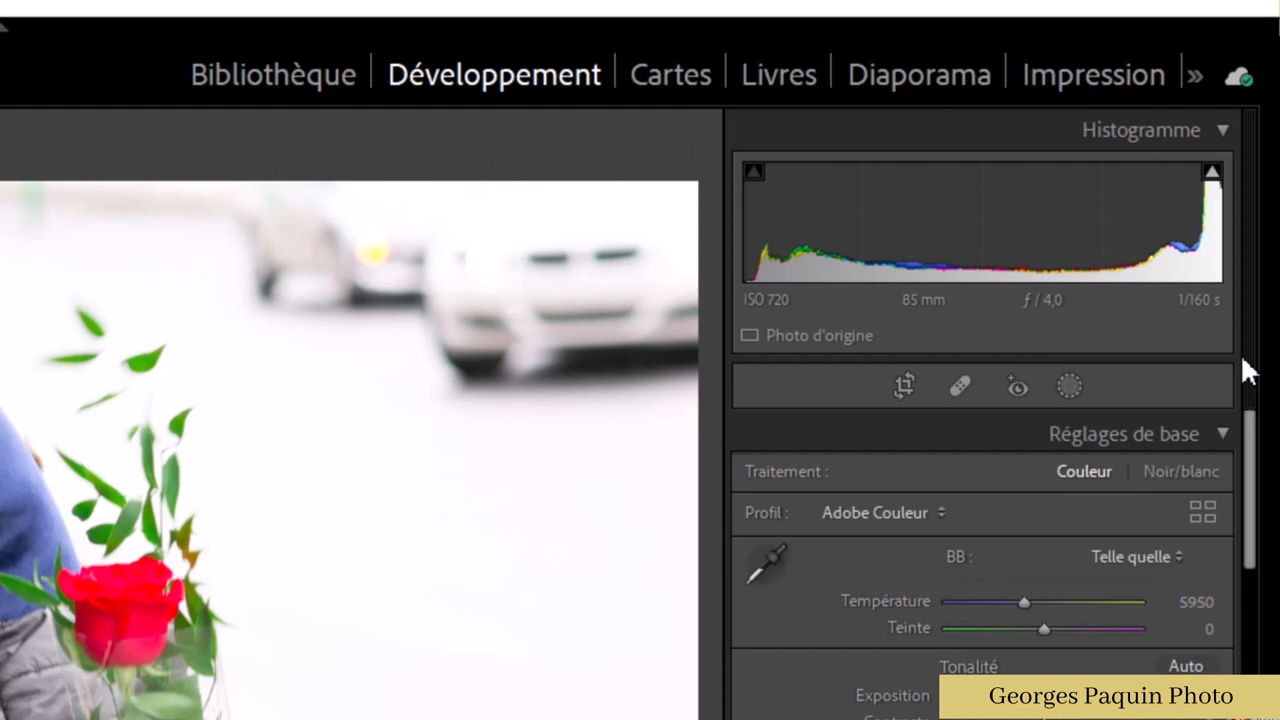 Bibliothèque Développement Cartes Livres Diaporama Impression »
Histogramme
ISO 720 85 mm ƒ / 4,0 1/160 s
Photo d'origine
Réglages de base
Traitement : Couleur Noir/blanc
Profil : Adobe Couleur
BB : Telle quelle
Température 5950
Teinte 0
Tonalité Auto
Exposition
Georges Paquin Photo